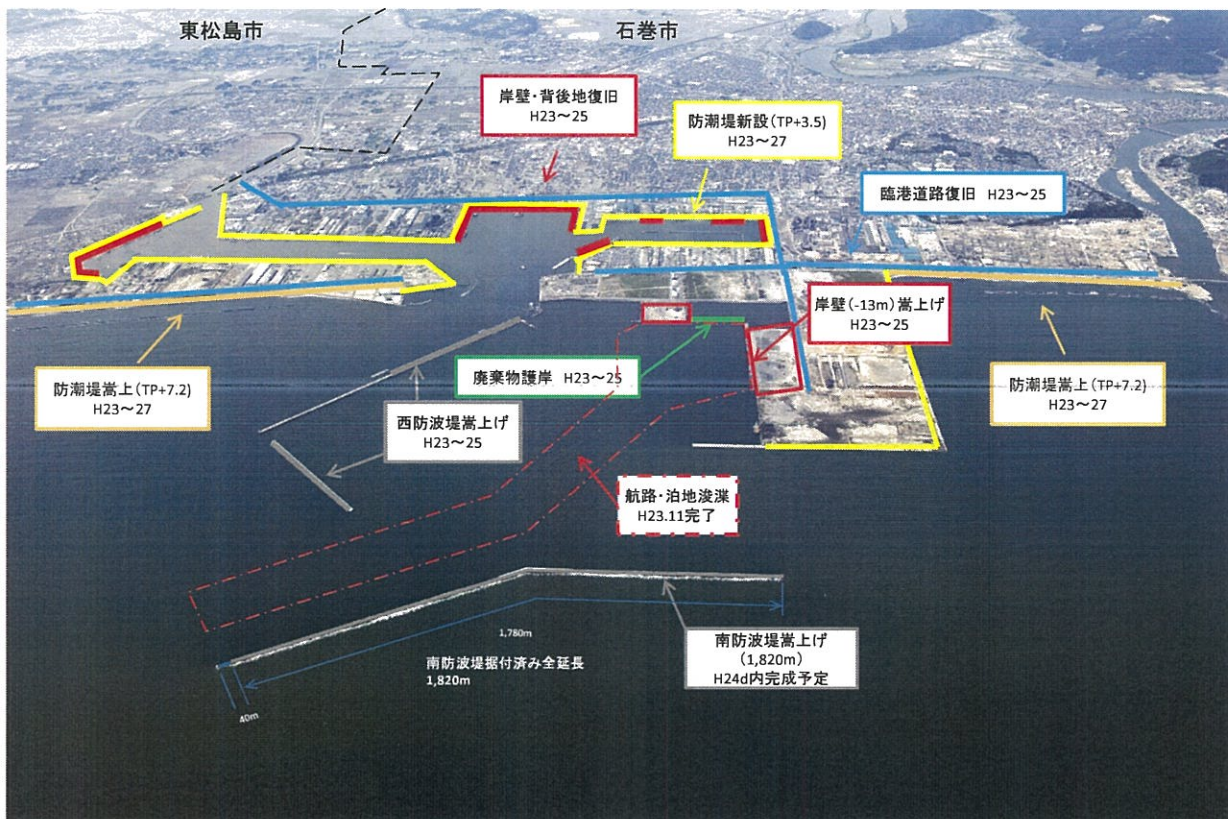 東松島市
石巻市
岸壁・背後地復旧
H23～25
防潮堤新設(TP+3.5)
H23～27
臨港道路復旧 H23～25
岸壁(-13m)嵩上げ
H23～25
防潮堤嵩上(TP+7.2)
H23～27
廃棄物護岸 H23～25
防潮堤嵩上(TP+7.2)
H23～27
西防波堤嵩上げ
H23～25
航路・泊地浚渫
H23.11完了
1,780m
南防波堤据付済み全延長
1,820m
40m
南防波堤嵩上げ
(1,820m)
H24d内完成予定